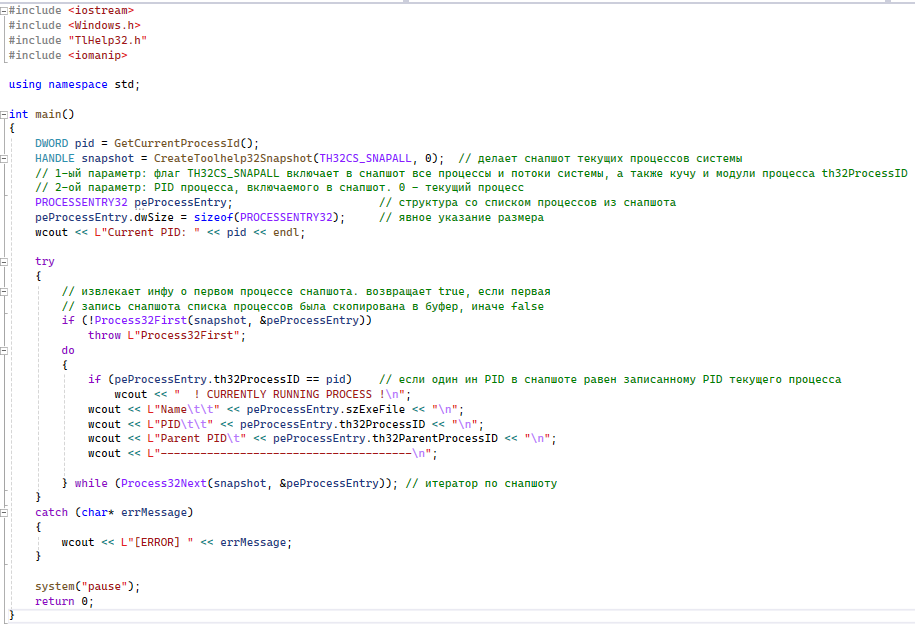 #include <iostream>
#include <Windows.h>
#include "TlHelp32.h"
#include <iomanip>
using namespace std;
int main()
{
DWORD pid = GetCurrentProcessId();
HANDLE snapshot = CreateToolhelp32Snapshot(TH32CS_SNAPALL, 0);  // делает снапшот текущих процессов системы
// 1-ый параметр: флаг TH32CS_SNAPALL включает в снапшот все процессы и потоки системы, а также кучу и модули процесса th32ProcessID
// 2-ой параметр: PID процесса, включаемого в снапшот. 0 - текущий процесс
PROCESSENTRY32 peProcessEntry;                      // структура со списком процессов из снапшота
peProcessEntry.dwSize = sizeof(PROCESSENTRY32);     // явное указание размера
wcout << L"Current PID: " << pid << endl;
try
{
// извлекает инфу о первом процессе снапшота. возвращает true, если первая
// запись снапшота списка процессов была скопирована в буфер, иначе false
if (!Process32First(snapshot, &peProcessEntry))
throw L"Process32First";
do
{
if (peProcessEntry.th32ProcessID == pid)    // если один ин PID в снапшоте равен записанному PID текущего процесса
wcout << "  ! CURRENTLY RUNNING PROCESS !\n";
wcout << L"Name\t\t" << peProcessEntry.szExeFile << "\n";
wcout << L"PID\t\t" << peProcessEntry.th32ProcessID << "\n";
wcout << L"Parent PID\t" << peProcessEntry.th32ParentProcessID << "\n";
wcout << L"--------------------------------------\n";
} while (Process32Next(snapshot, &peProcessEntry)); // итератор по снапшоту
}
catch (char* errMessage)
{
wcout << L"[ERROR] " << errMessage;
}
system("pause");
return 0;
}